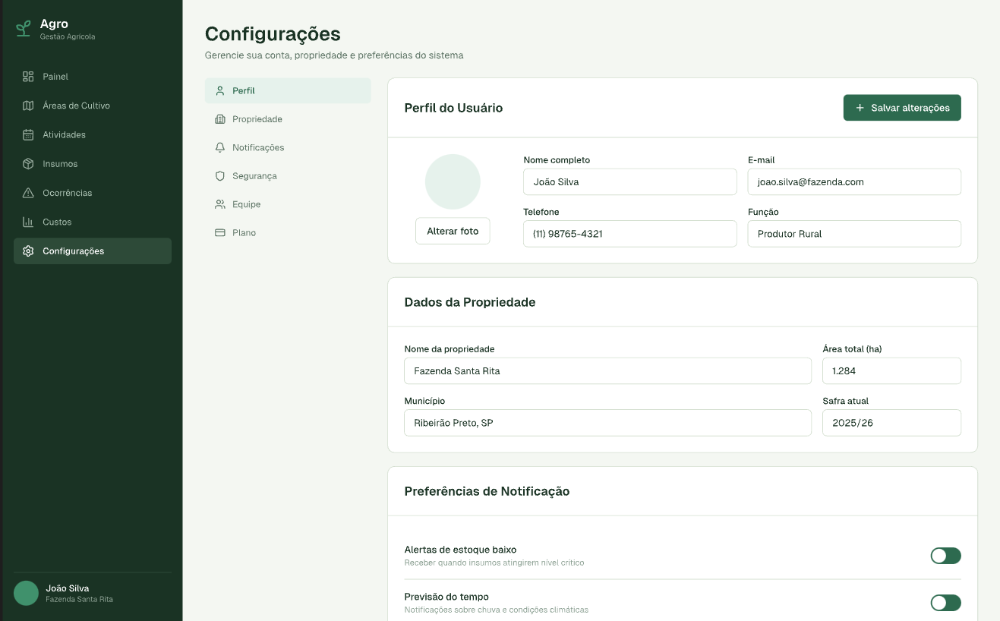 Agro
Gestão Agrícola
Painel
Áreas de Cultivo
Atividades
Insumos
Ocorrências
Custos
Configurações
João Silva
Fazenda Santa Rita
Configurações
Gerencie sua conta, propriedade e preferências do sistema
Perfil
Propriedade
Notificações
Segurança
Equipe
Plano
Perfil do Usuário
Salvar alterações
Alterar foto
Nome completo
João Silva
E-mail
joao.silva@fazenda.com
Telefone
(11) 98765-4321
Função
Produtor Rural
Dados da Propriedade
Nome da propriedade
Fazenda Santa Rita
Área total (ha)
1.284
Município
Ribeirão Preto, SP
Safra atual
2025/26
Preferências de Notificação
Alertas de estoque baixo
Receber quando insumos atingirem nível crítico
Previsão do tempo
Notificações sobre chuva e condições climáticas